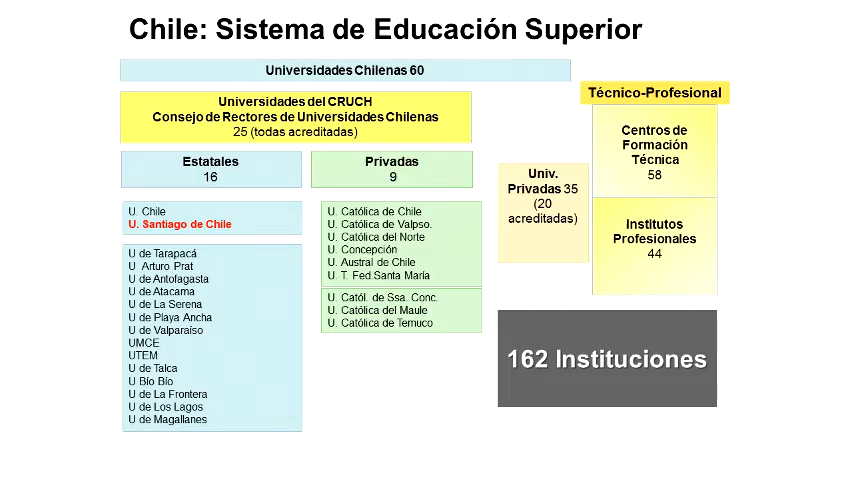 Chile: Sistema de Educación Superior
Universidades Chilenas 60
Universidades del CRUCH
Consejo de Rectores de Universidades Chilenas
25 (todas acreditadas)
Estatales
16
Privadas
9
U. Chile
U. Santiago de Chile
U de Tarapacá
U Arturo Prat
U de Antofagasta
U de Atacama
U de La Serena
U de Playa Ancha
U de Valparaíso
UMCE
UTEM
U de Talca
U Bío Bío
U de La Frontera
U de Los Lagos
U de Magallanes
U. Católica de Chile
U. Católica de Valpso.
U. Católica del Norte
U. Concepción
U. Austral de Chile
U. T. Fed.Santa María
U. Catól. de Ssa. Conc.
U. Católica del Maule
U. Católica de Temuco
Univ.
Privadas 35
(20
acreditadas)
Técnico-Profesional
Centros de
Formación
Técnica
58
Institutos
Profesionales
44
162 Instituciones